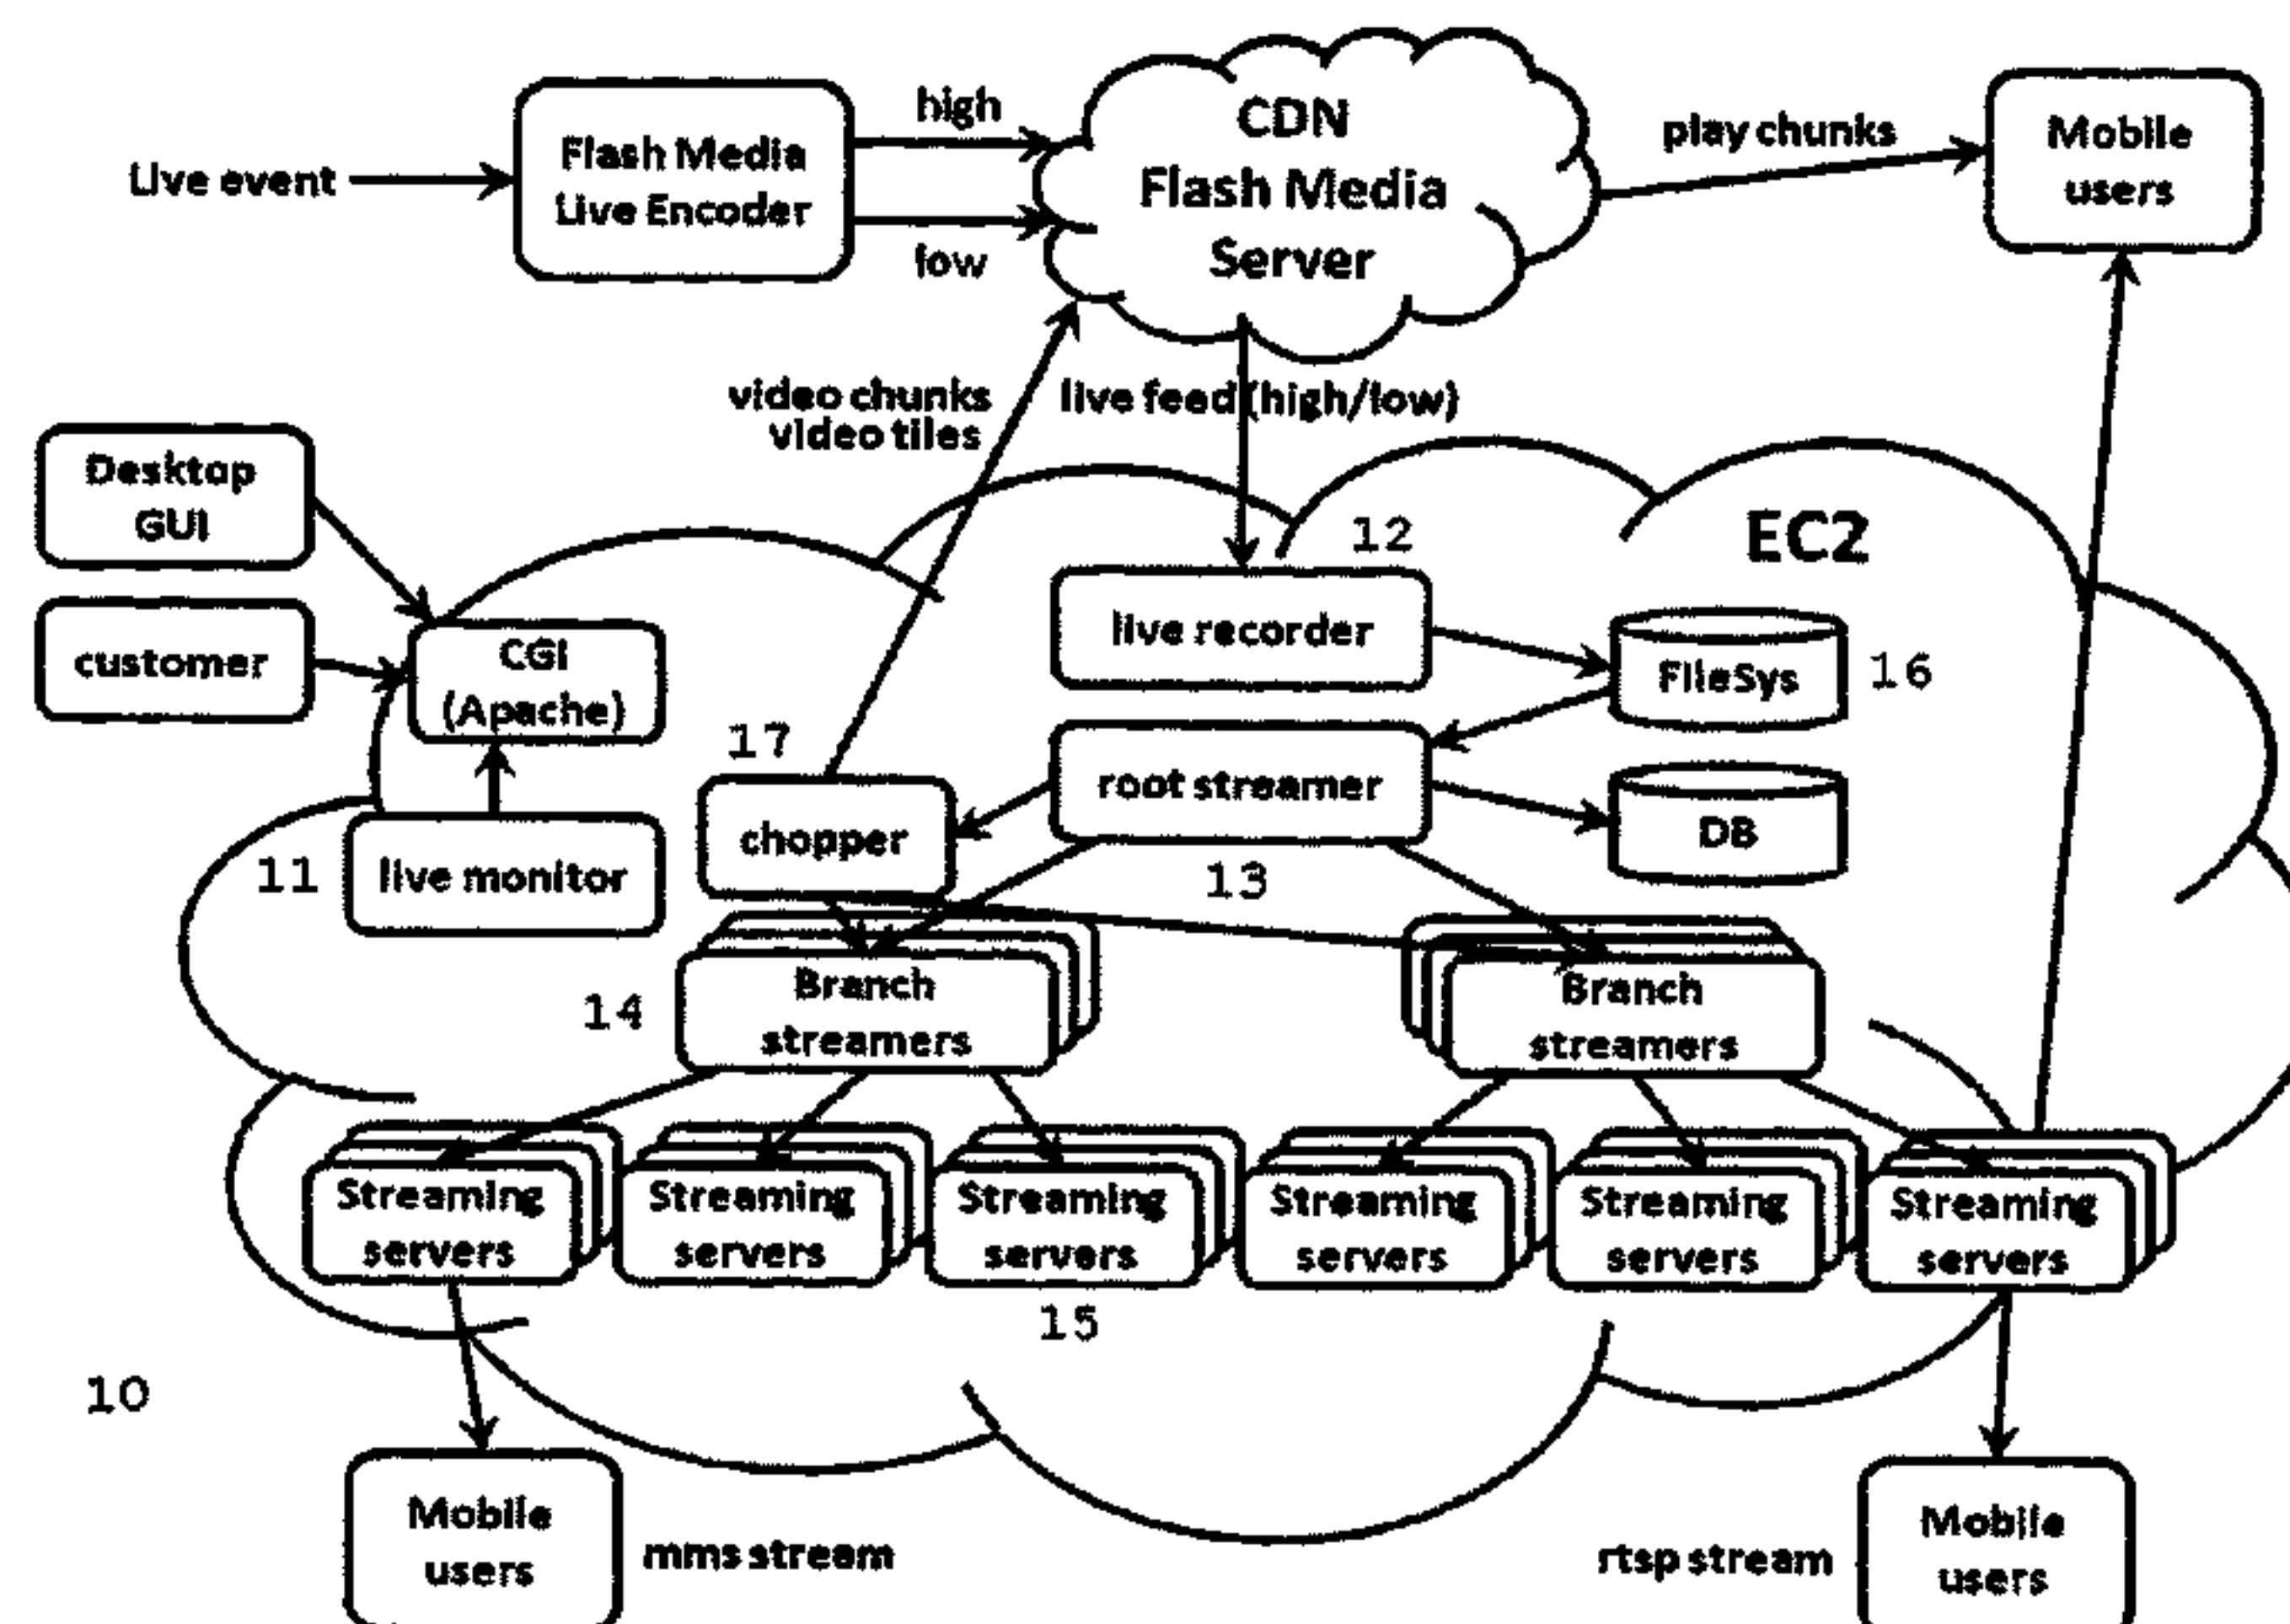 high
CDN
Flash Media
Server
play chunks
Mobile
users
Live event
Flash Media
Live Encoder
low
video chunks
video tiles
live feed (high/low)
Desktop
GUI
customer
CGI
(Apache)
12
EC2
live recorder
FileSys
16
17
root streamer
chopper
DB
11
live monitor
13
14
Branch
streamers
Branch
streamers
Streaming
servers
Streaming
servers
Streaming
servers
Streaming
servers
Streaming
servers
Streaming
servers
15
10
Mobile
users
mms stream
rtsp stream
Mobile
users